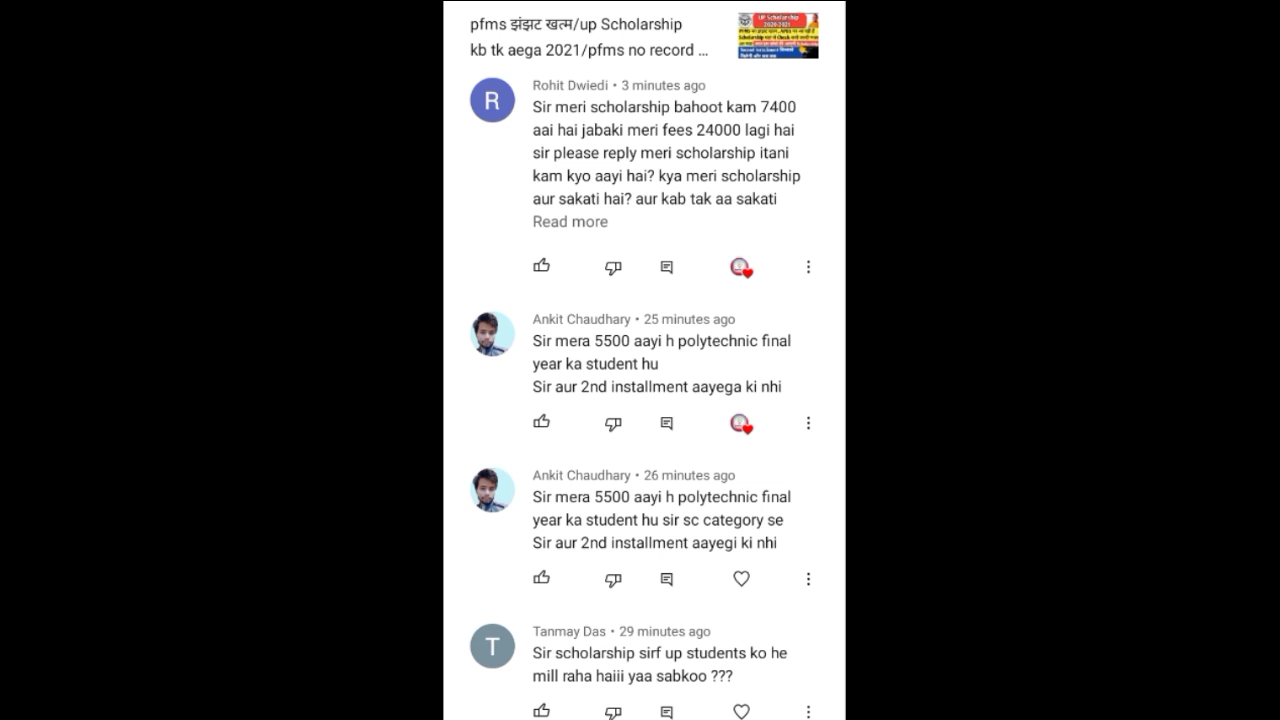 pfms झंझट खत्म/up Scholarship
kb tk aega 2021/pfms no record ...
UP Scholarship
2020-2021
Rohit Dwiedi • 3 minutes ago
R
Sir meri scholarship bahoot kam 7400
aai hai jabaki meri fees 24000 lagi hai
sir please reply meri scholarship itani
kam kyo aayi hai? kya meri scholarship
aur sakati hai? aur kab tak aa sakati
Read more
Ankit Chaudhary • 25 minutes ago
Sir mera 5500 aayi h polytechnic final
year ka student hu
Sir aur 2nd installment aayega ki nhi
Ankit Chaudhary • 26 minutes ago
Sir mera 5500 aayi h polytechnic final
year ka student hu sir sc category se
Sir aur 2nd installment aayegi ki nhi
Tanmay Das • 29 minutes ago
T
Sir scholarship sirf up students ko he
mill raha haiii yaa sabkoo ???